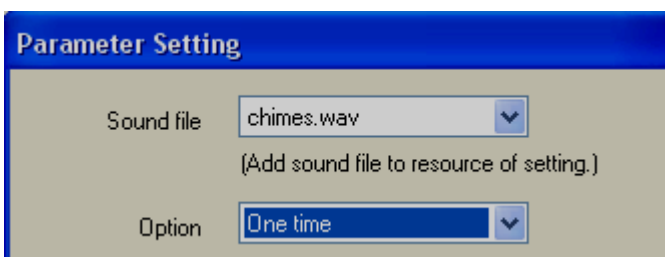 Parameter Setting
Sound file chimes.wav
(Add sound file to resource of setting.)
Option One time